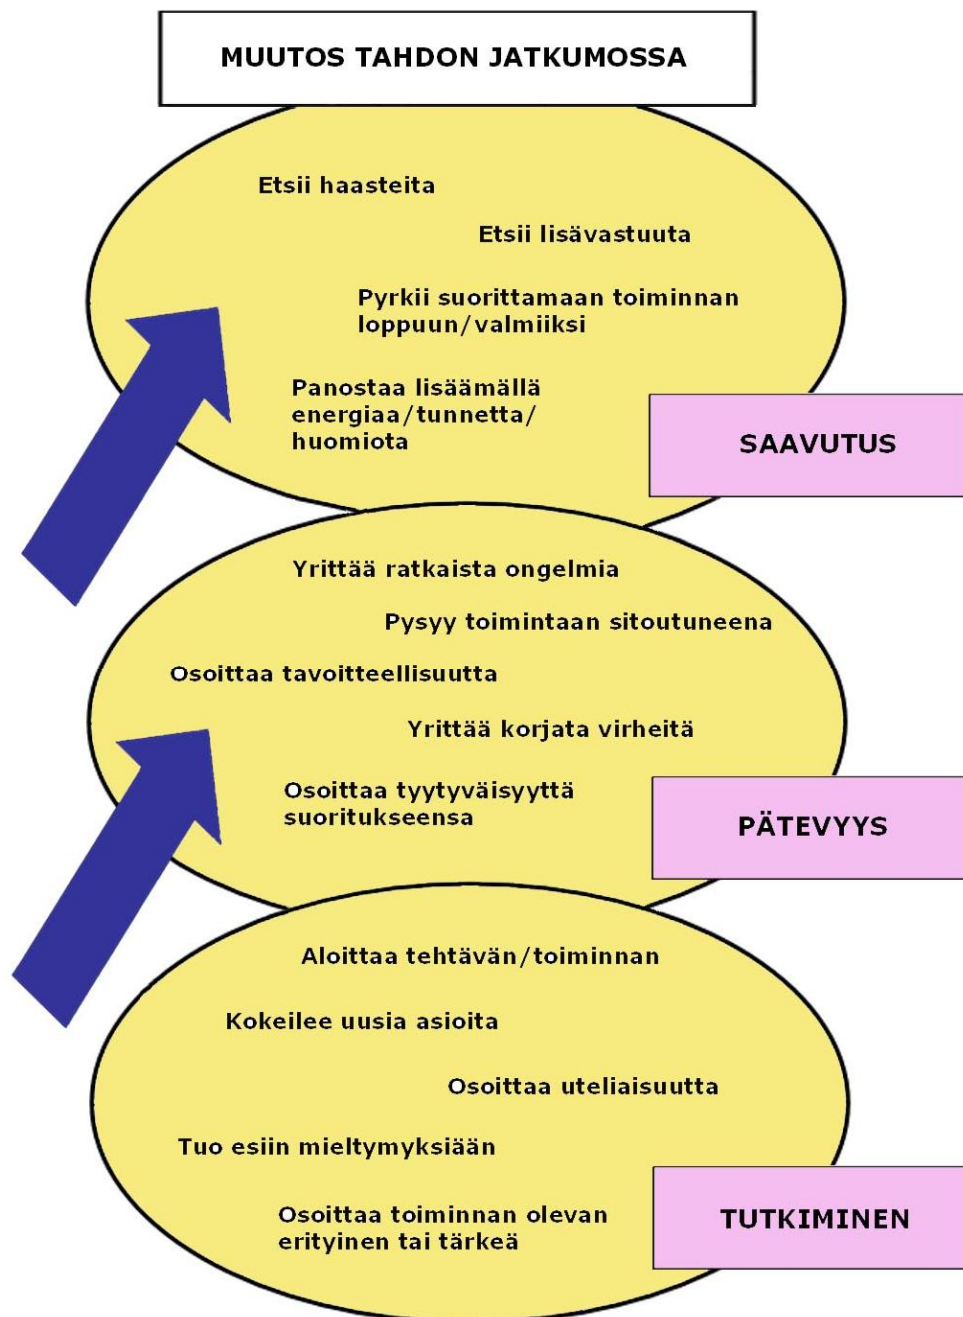 MUUTOS TAHDON JATKUMOSSA
Etsii haasteita
Etsii lisävastuuta
Pyrkii suorittamaan toiminnan
loppuun/valmiiksi
Panostaa lisäämällä
energiaa/tunnetta/
huomiota
SAAVUTUS
Yrittää ratkaista ongelmia
Pysyy toimintaan sitoutuneena
Osoittaa tavoitteellisuutta
Yrittää korjata virheitä
Osoittaa tyytyväisyyttä
suoritukseensa
PÄTEVYYS
Aloittaa tehtävän/toiminnan
Kokeilee uusia asioita
Osoittaa uteliaisuutta
Tuo esiin mieltymyksiään
Osoittaa toiminnan olevan
erityinen tai tärkeä
TUTKIMINEN